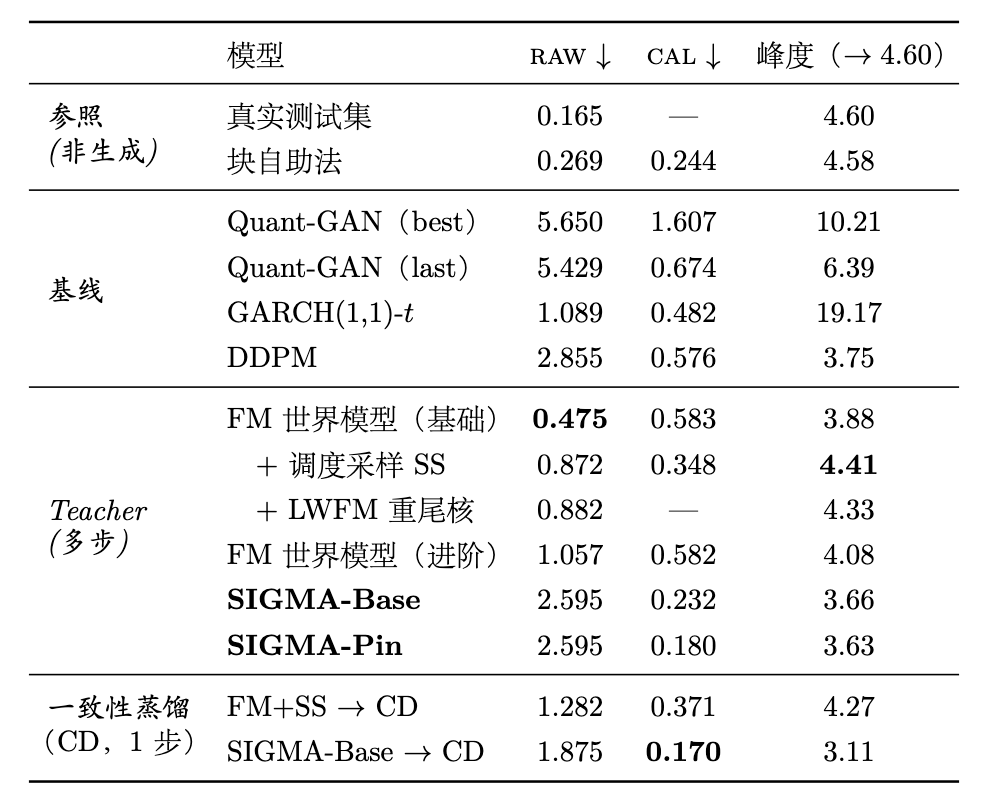 模型 RAW ↓ CAL ↓ 峰度（→ 4.60）
参照
(非生成)
真实测试集 0.165 — 4.60
块自助法 0.269 0.244 4.58
基线
Quant-GAN（best） 5.650 1.607 10.21
Quant-GAN（last） 5.429 0.674 6.39
GARCH(1,1)-t 1.089 0.482 19.17
DDPM 2.855 0.576 3.75
Teacher
(多步)
FM 世界模型（基础） 0.475 0.583 3.88
+ 调度采样 SS 0.872 0.348 4.41
+ LWFM 重尾核 0.882 — 4.33
FM 世界模型（进阶） 1.057 0.582 4.08
SIGMA-Base 2.595 0.232 3.66
SIGMA-Pin 2.595 0.180 3.63
一致性蒸馏
（CD，1 步）
FM+SS → CD 1.282 0.371 4.27
SIGMA-Base → CD 1.875 0.170 3.11